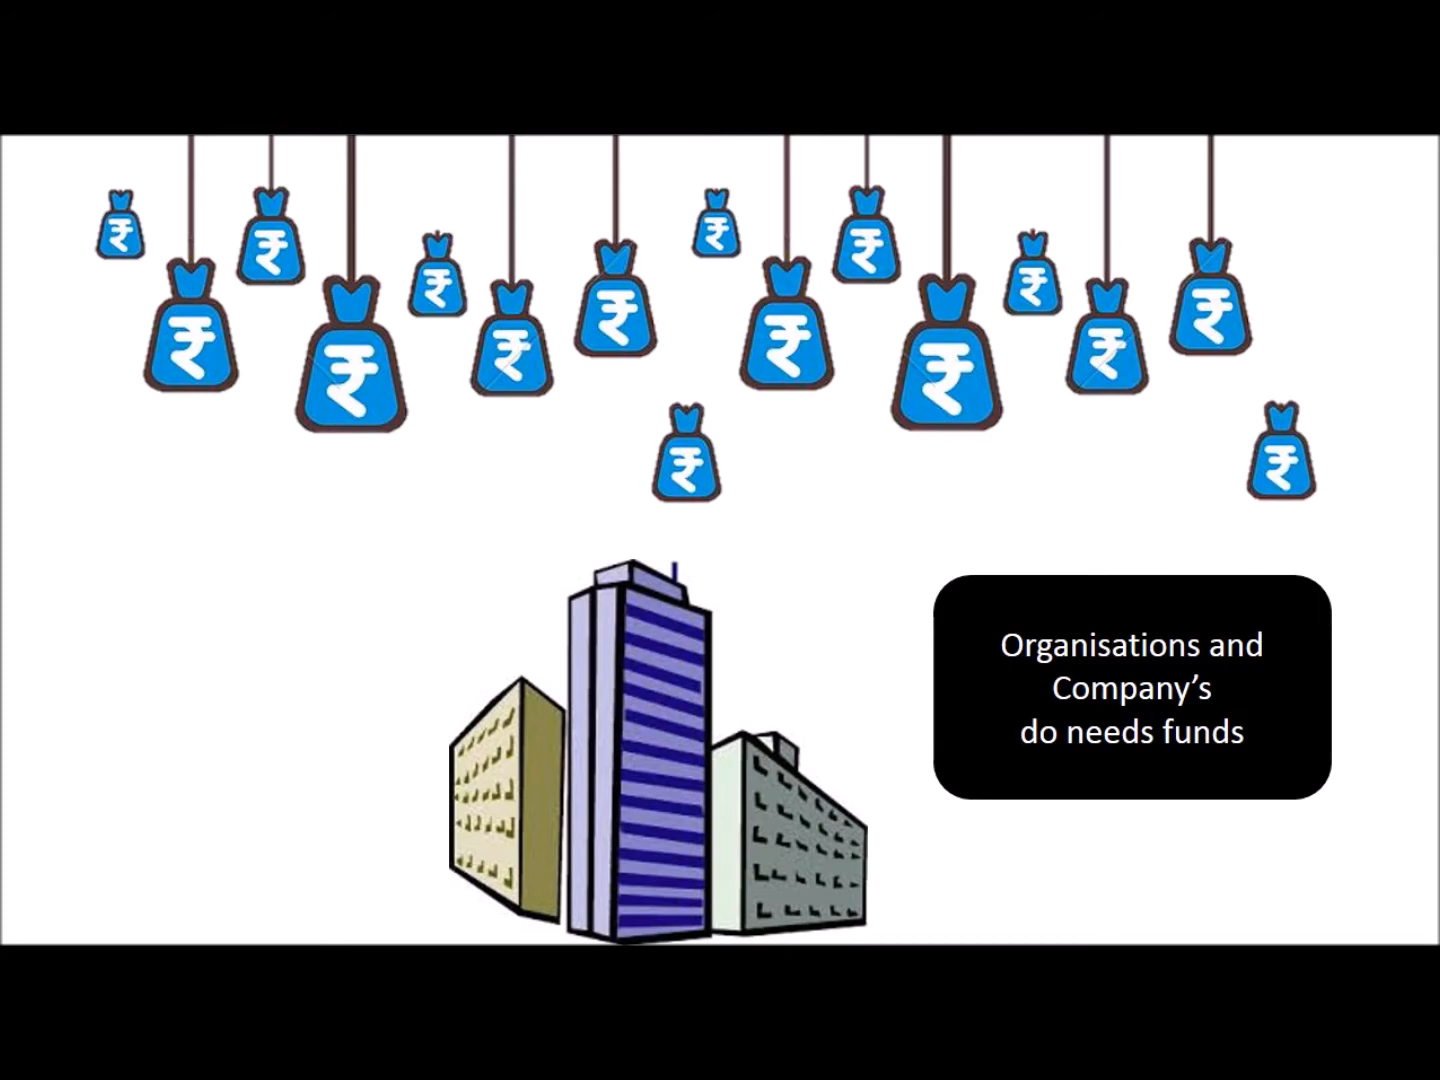 ₹ ₹ ₹ ₹ ₹ ₹ ₹ ₹ ₹ ₹ ₹ ₹ ₹ ₹ ₹ ₹
Organisations and
Company’s
do needs funds